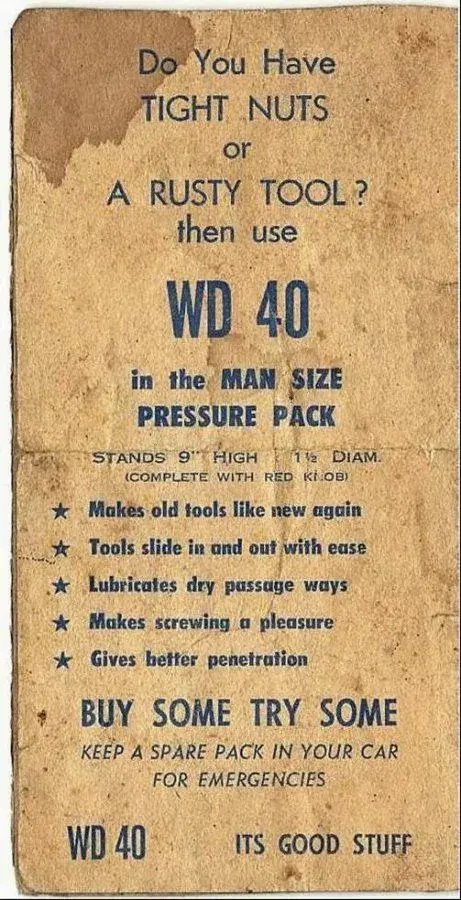 Do You Have
TIGHT NUTS
or
A RUSTY TOOL?
then use
WD 40
in the MAN SIZE
PRESSURE PACK
STANDS 9" HIGH : 1½ DIAM.
(COMPLETE WITH RED KNOB)
★ Makes old tools like new again
★ Tools slide in and out with ease
★ Lubricates dry passage ways
★ Makes screwing a pleasure
★ Gives better penetration
BUY SOME TRY SOME
KEEP A SPARE PACK IN YOUR CAR
FOR EMERGENCIES
WD 40 ITS GOOD STUFF